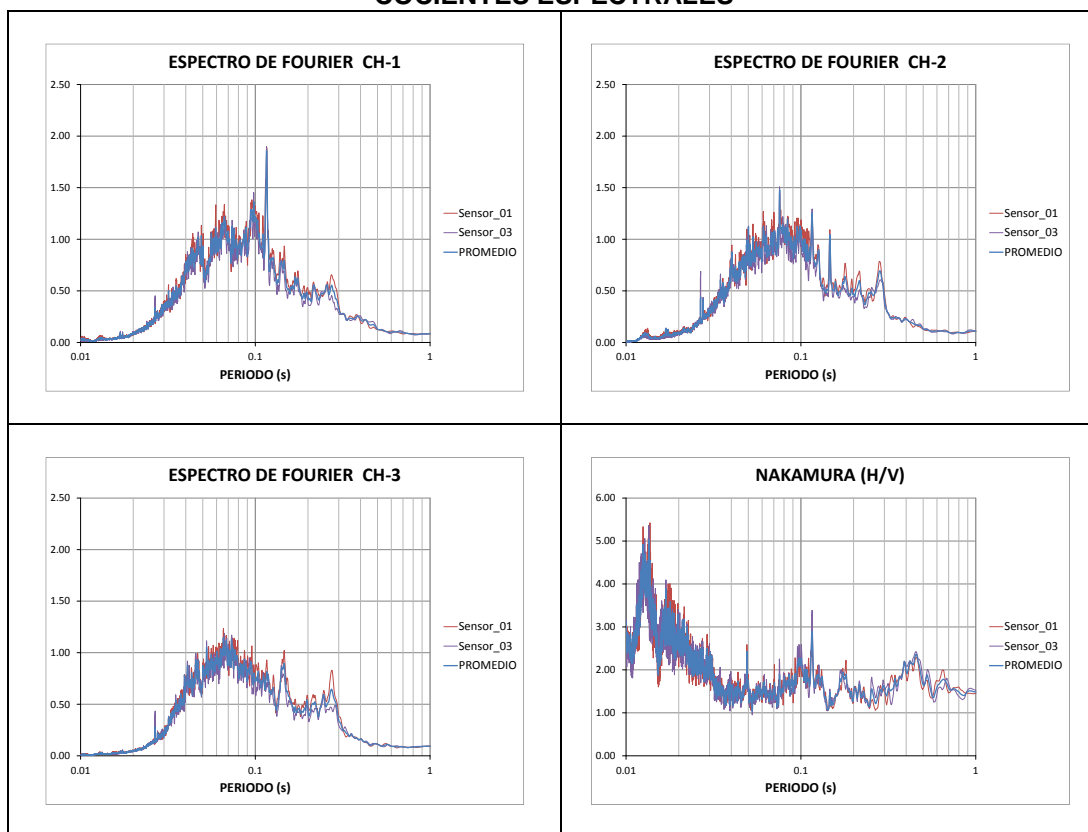 COCIENTES ESPECTRALES
ESPECTRO DE FOURIER CH-1
2.50
2.00
1.50
1.00
0.50
0.00
0.01
0.1
1
PERIODO (s)
Sensor_01
Sensor_03
PROMEDIO
ESPECTRO DE FOURIER CH-2
2.50
2.00
1.50
1.00
0.50
0.00
0.01
0.1
1
PERIODO (s)
Sensor_01
Sensor_03
PROMEDIO
ESPECTRO DE FOURIER CH-3
2.50
2.00
1.50
1.00
0.50
0.00
0.01
0.1
1
PERIODO (s)
Sensor_01
Sensor_03
PROMEDIO
NAKAMURA (H/V)
6.00
5.00
4.00
3.00
2.00
1.00
0.00
0.01
0.1
1
PERIODO (s)
Sensor_01
Sensor_03
PROMEDIO